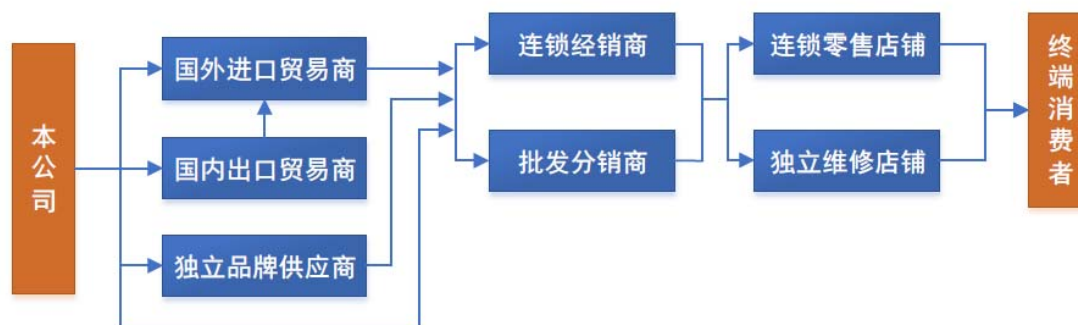 本公司
国外进口贸易商
国内出口贸易商
独立品牌供应商
连锁经销商
批发分销商
连锁零售店铺
独立维修店铺
终端消费者